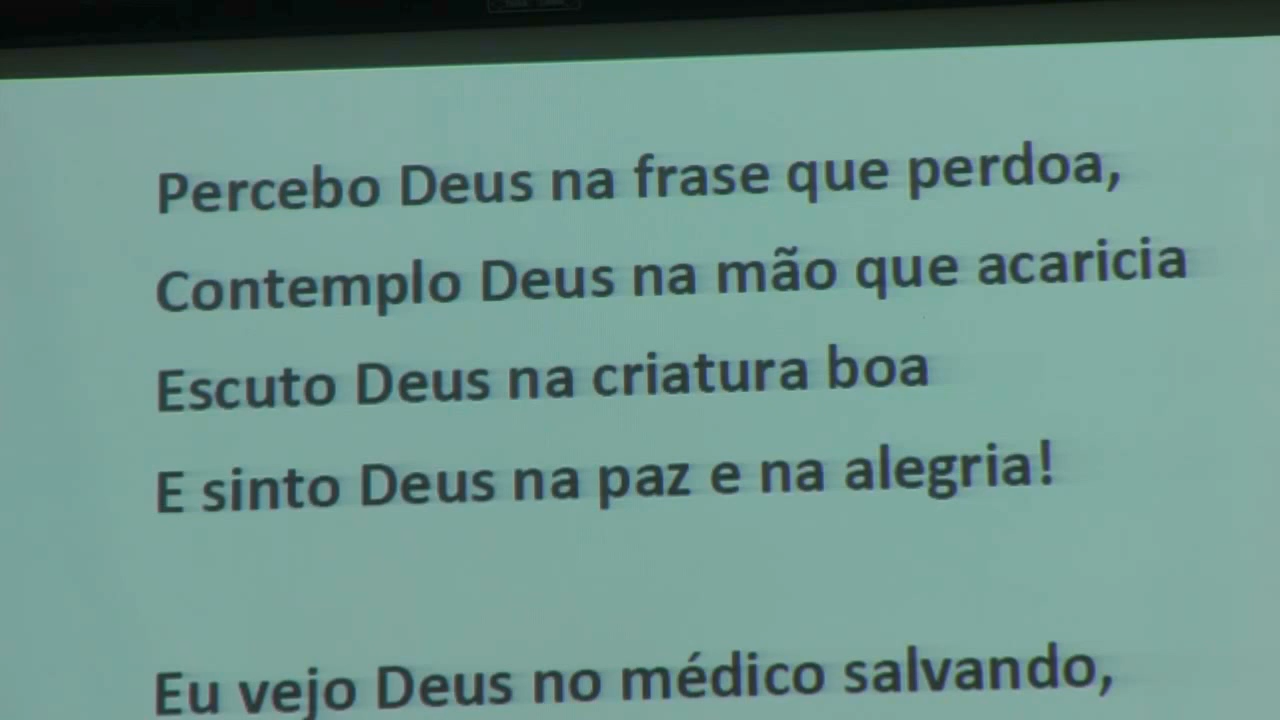 Percebo Deus na frase que perdoa,
Contemplo Deus na mão que acaricia
Escuto Deus na criatura boa
E sinto Deus na paz e na alegria!
Eu vejo Deus no médico salvando,